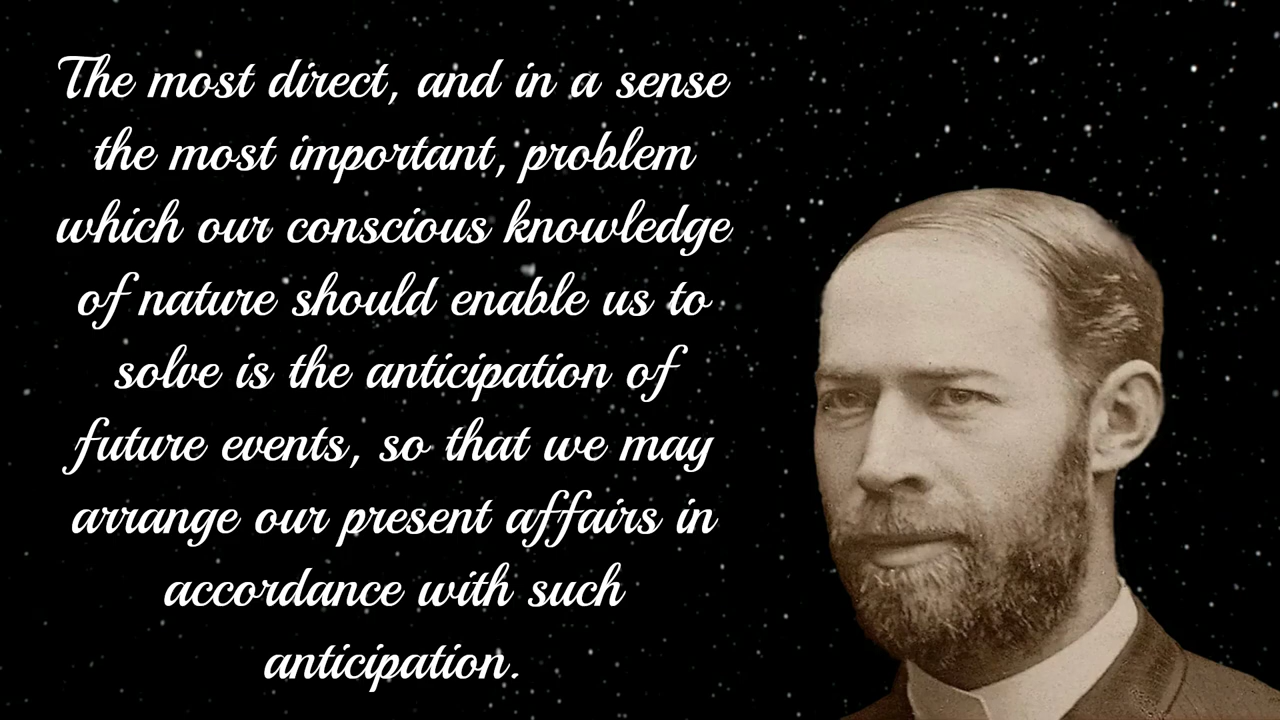 The most direct, and in a sense
the most important, problem
which our conscious knowledge
of nature should enable us to
solve is the anticipation of
future events, so that we may
arrange our present affairs in
accordance with such
anticipation.